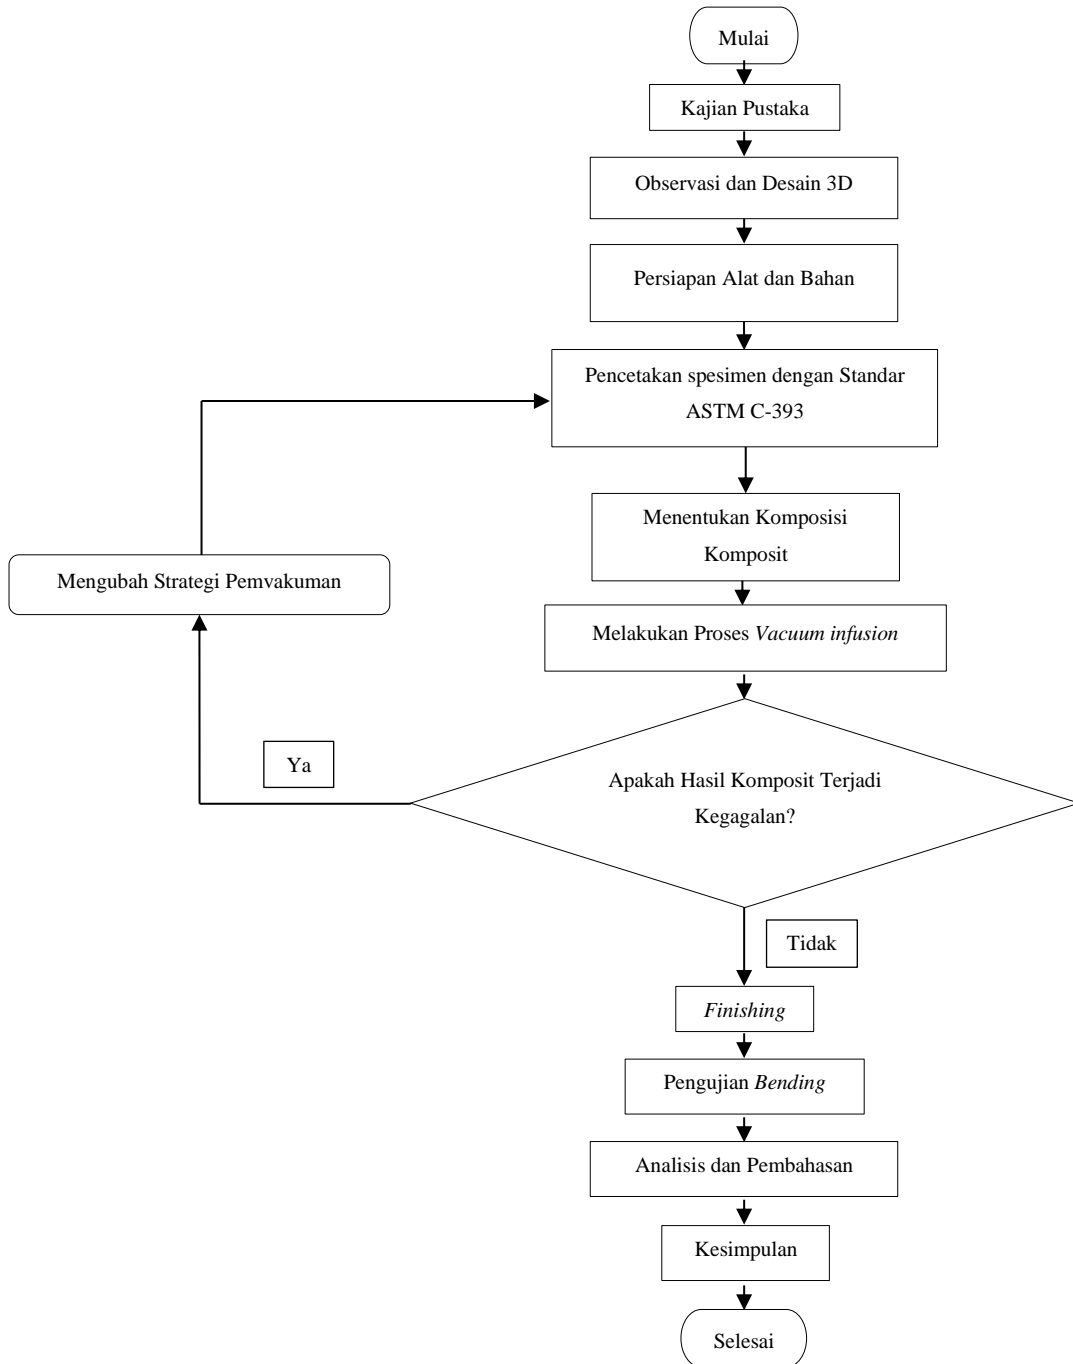 Mulai
Kajian Pustaka
Observasi dan Desain 3D
Persiapan Alat dan Bahan
Pencetakan spesimen dengan Standar
ASTM C-393
Menentukan Komposisi
Komposit
Mengubah Strategi Pemvakuman
Melakukan Proses Vacuum infusion
Ya
Apakah Hasil Komposit Terjadi
Kegagalan?
Tidak
Finishing
Pengujian Bending
Analisis dan Pembahasan
Kesimpulan
Selesai